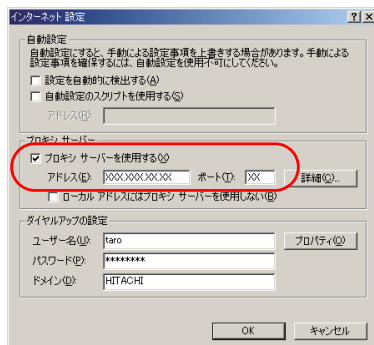 インターネット 設定
自動設定
自動設定にすると、手動による設定事項を上書きする場合があります。手動による
設定事項を確保するには、自動設定を使用不可にしてください。
設定を自動的に検出する(A)
自動設定のスクリプトを使用する(S)
アドレス(R):
プロキシ サーバー
プロキシ サーバーを使用する(X)
アドレス(E): XXX.XXX.XX.XX ポート(T): XX 詳細(C)...
ローカル アドレスにはプロキシ サーバーを使用しない(B)
ダイヤルアップの設定
ユーザー名(U): taro プロパティ(O)
パスワード(P): ********
ドメイン(D): HITACHI
OK キャンセル